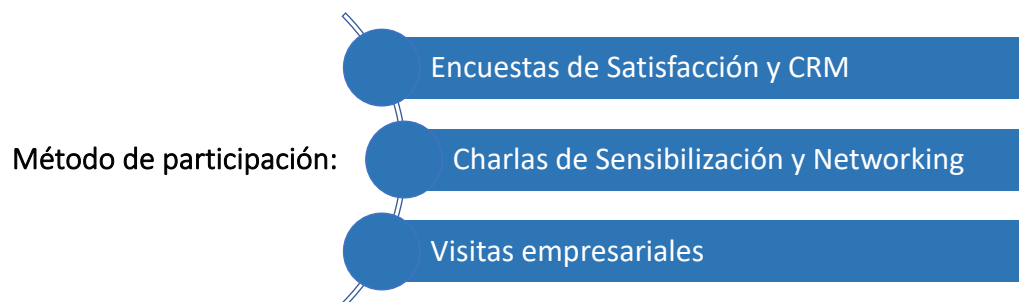 Encuestas de Satisfacción y CRM
Método de participación:
Charlas de Sensibilización y Networking
Visitas empresariales